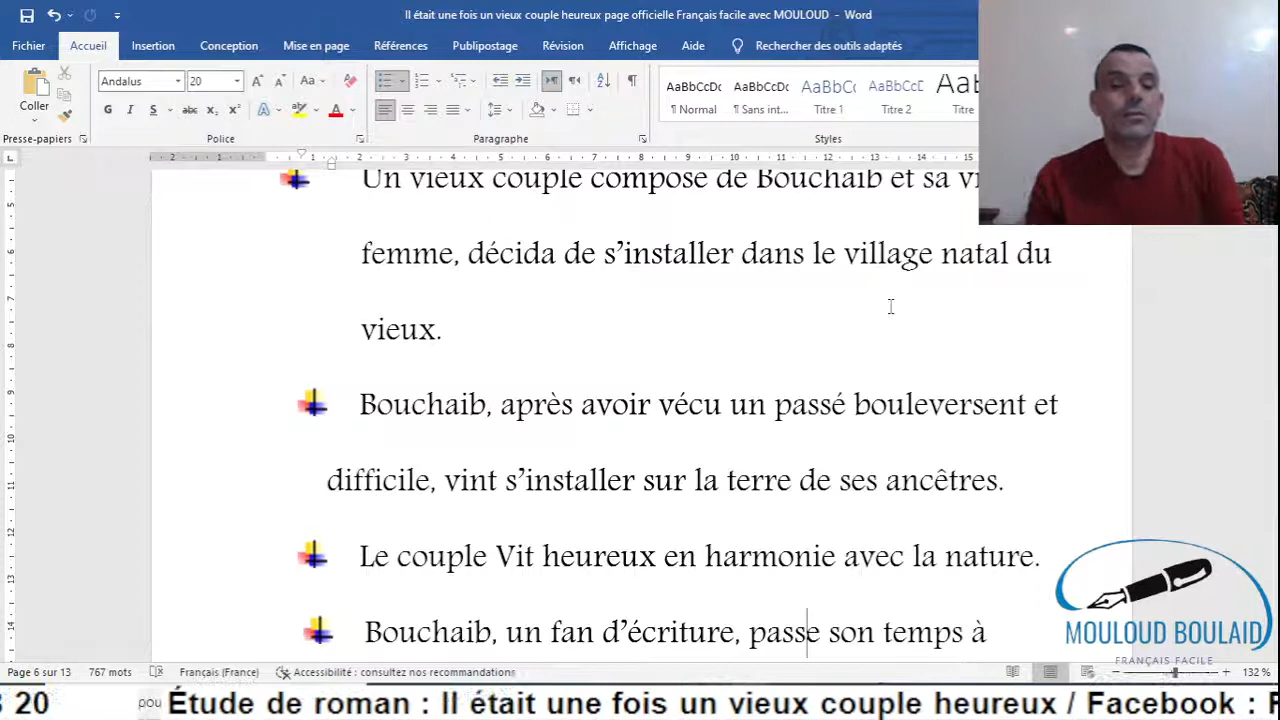 Il était une fois un vieux couple heureux page officielle Français facile avec MOULOUD - Word
Fichier Accueil Insertion Conception Mise en page Références Publipostage Révision Affichage Aide Rechercher des outils adaptés
Coller
Andalus 20
AaBbCcDc AaBbCcDc AaBbCc AaBbCcE Aa
¶ Normal ¶ Sans int... Titre 1 Titre 2 Titre
Presse-papiers Police Paragraphe Styles
Un vieux couple composé de Bouchaib et sa vi
femme, décida de s’installer dans le village natal du
vieux.
Bouchaib, après avoir vécu un passé bouleversent et
difficile, vint s’installer sur la terre de ses ancêtres.
Le couple Vit heureux en harmonie avec la nature.
Bouchaib, un fan d’écriture, passe son temps à
MOULOUD BOULAID
FRANÇAIS FACILE
Page 6 sur 13 767 mots Français (France) Accessibilité : consultez nos recommandations 132 %
20 pou Étude de roman : Il était une fois un vieux couple heureux / Facebook : F